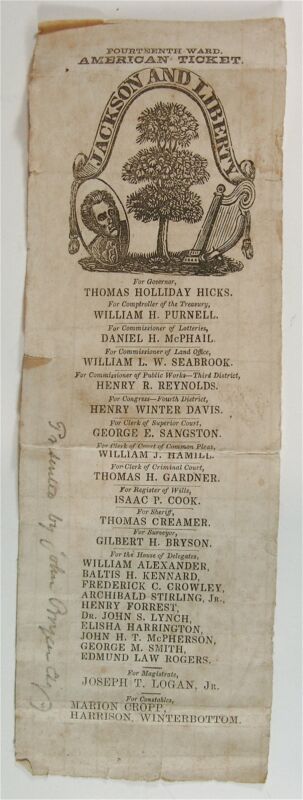 FOURTEENTH WARD.
AMERICAN TICKET.
JACKSON AND LIBERTY
For Governor,
THOMAS HOLLIDAY HICKS.
For Comptroller of the Treasury,
WILLIAM H. PURNELL.
For Commissioner of Lotteries,
DANIEL H. McPHAIL.
For Commissioner of Land Office,
WILLIAM L. W. SEABROOK.
For Commissioner of Public Works—Third District,
HENRY R. REYNOLDS.
For Congress—Fourth District,
HENRY WINTER DAVIS.
For Clerk of Superior Court,
GEORGE E. SANGSTON.
For Clerk of Court of Common Pleas,
WILLIAM J. HAMILL.
For Clerk of Criminal Court,
THOMAS H. GARDNER.
For Register of Wills,
ISAAC P. COOK.
For Sheriff,
THOMAS CREAMER.
For Surveyor,
GILBERT H. BRYSON.
For the House of Delegates,
WILLIAM ALEXANDER,
BALTIS H. KENNARD,
FREDERICK C. CROWLEY,
ARCHIBALD STIRLING, Jr.,
HENRY FORREST,
Dr. JOHN S. LYNCH,
ELISHA HARRINGTON,
JOHN H. T. McPHERSON,
GEORGE M. SMITH,
EDMUND LAW ROGERS.
For Magistrate,
JOSEPH T. LOGAN, Jr.
For Constables,
MARION CROPP,
HARRISON, WINTERBOTTOM.
by John